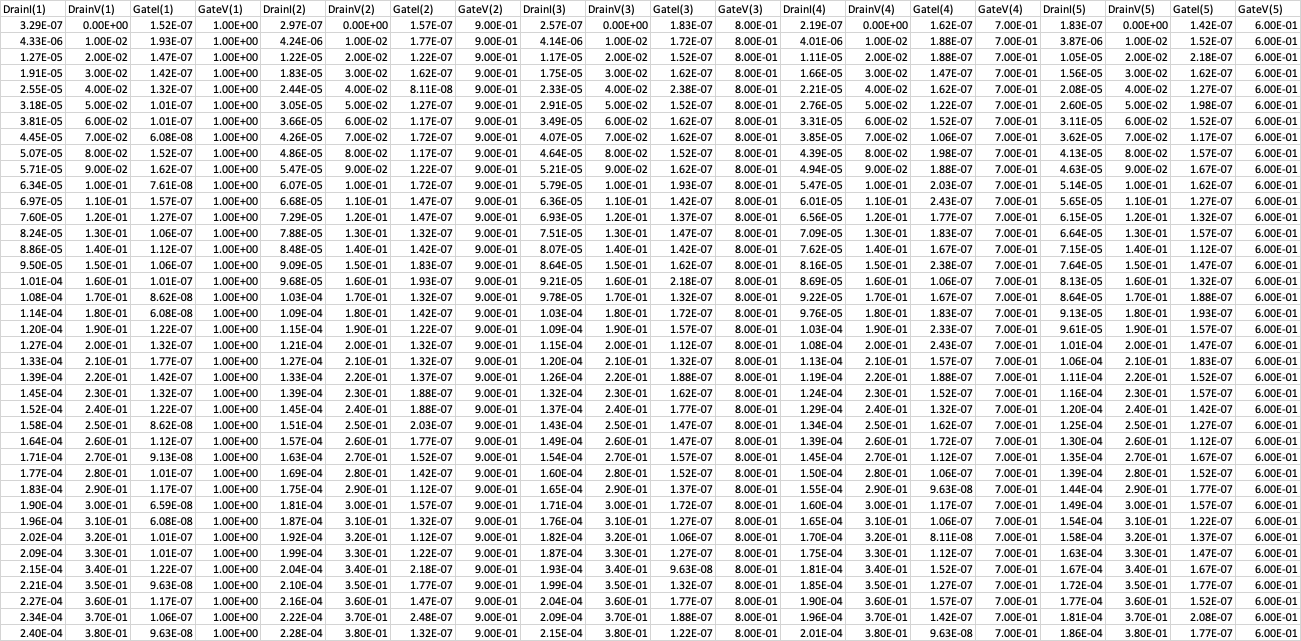 DrainI(1) DrainV(1) GateI(1) GateV(1) DrainI(2) DrainV(2) GateI(2) GateV(2) DrainI(3) DrainV(3) GateI(3) GateV(3) DrainI(4) DrainV(4) GateI(4) GateV(4) DrainI(5) DrainV(5) GateI(5) GateV(5)
3.29E-07 0.00E+00 1.52E-07 1.00E+00 2.97E-07 0.00E+00 1.57E-07 9.00E-01 2.57E-07 0.00E+00 1.83E-07 8.00E-01 2.19E-07 0.00E+00 1.62E-07 7.00E-01 1.83E-07 0.00E+00 1.42E-07 6.00E-01
4.33E-06 1.00E-02 1.93E-07 1.00E+00 4.24E-06 1.00E-02 1.77E-07 9.00E-01 4.14E-06 1.00E-02 1.72E-07 8.00E-01 4.01E-06 1.00E-02 1.88E-07 7.00E-01 3.87E-06 1.00E-02 1.52E-07 6.00E-01
1.27E-05 2.00E-02 1.47E-07 1.00E+00 1.22E-05 2.00E-02 1.22E-07 9.00E-01 1.17E-05 2.00E-02 1.52E-07 8.00E-01 1.11E-05 2.00E-02 1.88E-07 7.00E-01 1.05E-05 2.00E-02 2.18E-07 6.00E-01
1.91E-05 3.00E-02 1.42E-07 1.00E+00 1.83E-05 3.00E-02 1.62E-07 9.00E-01 1.75E-05 3.00E-02 1.62E-07 8.00E-01 1.66E-05 3.00E-02 1.47E-07 7.00E-01 1.56E-05 3.00E-02 1.62E-07 6.00E-01
2.55E-05 4.00E-02 1.32E-07 1.00E+00 2.44E-05 4.00E-02 8.11E-08 9.00E-01 2.33E-05 4.00E-02 2.38E-07 8.00E-01 2.21E-05 4.00E-02 1.62E-07 7.00E-01 2.08E-05 4.00E-02 1.27E-07 6.00E-01
3.18E-05 5.00E-02 1.01E-07 1.00E+00 3.05E-05 5.00E-02 1.27E-07 9.00E-01 2.91E-05 5.00E-02 1.52E-07 8.00E-01 2.76E-05 5.00E-02 1.22E-07 7.00E-01 2.60E-05 5.00E-02 1.98E-07 6.00E-01
3.81E-05 6.00E-02 1.01E-07 1.00E+00 3.66E-05 6.00E-02 1.17E-07 9.00E-01 3.49E-05 6.00E-02 1.62E-07 8.00E-01 3.31E-05 6.00E-02 1.52E-07 7.00E-01 3.11E-05 6.00E-02 1.52E-07 6.00E-01
4.45E-05 7.00E-02 6.08E-08 1.00E+00 4.26E-05 7.00E-02 1.72E-07 9.00E-01 4.07E-05 7.00E-02 1.62E-07 8.00E-01 3.85E-05 7.00E-02 1.06E-07 7.00E-01 3.62E-05 7.00E-02 1.17E-07 6.00E-01
5.07E-05 8.00E-02 1.52E-07 1.00E+00 4.86E-05 8.00E-02 1.17E-07 9.00E-01 4.64E-05 8.00E-02 1.52E-07 8.00E-01 4.39E-05 8.00E-02 1.98E-07 7.00E-01 4.13E-05 8.00E-02 1.57E-07 6.00E-01
5.71E-05 9.00E-02 1.62E-07 1.00E+00 5.47E-05 9.00E-02 1.22E-07 9.00E-01 5.21E-05 9.00E-02 1.62E-07 8.00E-01 4.94E-05 9.00E-02 1.88E-07 7.00E-01 4.63E-05 9.00E-02 1.67E-07 6.00E-01
6.34E-05 1.00E-01 7.61E-08 1.00E+00 6.07E-05 1.00E-01 1.72E-07 9.00E-01 5.79E-05 1.00E-01 1.93E-07 8.00E-01 5.47E-05 1.00E-01 2.03E-07 7.00E-01 5.14E-05 1.00E-01 1.62E-07 6.00E-01
6.97E-05 1.10E-01 1.57E-07 1.00E+00 6.68E-05 1.10E-01 1.47E-07 9.00E-01 6.36E-05 1.10E-01 1.42E-07 8.00E-01 6.01E-05 1.10E-01 2.43E-07 7.00E-01 5.65E-05 1.10E-01 1.27E-07 6.00E-01
7.60E-05 1.20E-01 1.27E-07 1.00E+00 7.29E-05 1.20E-01 1.47E-07 9.00E-01 6.93E-05 1.20E-01 1.37E-07 8.00E-01 6.56E-05 1.20E-01 1.77E-07 7.00E-01 6.15E-05 1.20E-01 1.32E-07 6.00E-01
8.24E-05 1.30E-01 1.06E-07 1.00E+00 7.88E-05 1.30E-01 1.32E-07 9.00E-01 7.51E-05 1.30E-01 1.47E-07 8.00E-01 7.09E-05 1.30E-01 1.83E-07 7.00E-01 6.64E-05 1.30E-01 1.57E-07 6.00E-01
8.86E-05 1.40E-01 1.12E-07 1.00E+00 8.48E-05 1.40E-01 1.42E-07 9.00E-01 8.07E-05 1.40E-01 1.42E-07 8.00E-01 7.62E-05 1.40E-01 1.67E-07 7.00E-01 7.15E-05 1.40E-01 1.12E-07 6.00E-01
9.50E-05 1.50E-01 1.06E-07 1.00E+00 9.09E-05 1.50E-01 1.83E-07 9.00E-01 8.64E-05 1.50E-01 1.62E-07 8.00E-01 8.16E-05 1.50E-01 2.38E-07 7.00E-01 7.64E-05 1.50E-01 1.47E-07 6.00E-01
1.01E-04 1.60E-01 1.01E-07 1.00E+00 9.68E-05 1.60E-01 1.93E-07 9.00E-01 9.21E-05 1.60E-01 2.18E-07 8.00E-01 8.69E-05 1.60E-01 1.06E-07 7.00E-01 8.13E-05 1.60E-01 1.32E-07 6.00E-01
1.08E-04 1.70E-01 8.62E-08 1.00E+00 1.03E-04 1.70E-01 1.32E-07 9.00E-01 9.78E-05 1.70E-01 1.32E-07 8.00E-01 9.22E-05 1.70E-01 1.67E-07 7.00E-01 8.64E-05 1.70E-01 1.88E-07 6.00E-01
1.14E-04 1.80E-01 6.08E-08 1.00E+00 1.09E-04 1.80E-01 1.42E-07 9.00E-01 1.03E-04 1.80E-01 1.72E-07 8.00E-01 9.76E-05 1.80E-01 1.83E-07 7.00E-01 9.13E-05 1.80E-01 1.93E-07 6.00E-01
1.20E-04 1.90E-01 1.22E-07 1.00E+00 1.15E-04 1.90E-01 1.22E-07 9.00E-01 1.09E-04 1.90E-01 1.57E-07 8.00E-01 1.03E-04 1.90E-01 2.33E-07 7.00E-01 9.61E-05 1.90E-01 1.57E-07 6.00E-01
1.27E-04 2.00E-01 1.32E-07 1.00E+00 1.21E-04 2.00E-01 1.32E-07 9.00E-01 1.15E-04 2.00E-01 1.12E-07 8.00E-01 1.08E-04 2.00E-01 2.43E-07 7.00E-01 1.01E-04 2.00E-01 1.47E-07 6.00E-01
1.33E-04 2.10E-01 1.77E-07 1.00E+00 1.27E-04 2.10E-01 1.32E-07 9.00E-01 1.20E-04 2.10E-01 1.32E-07 8.00E-01 1.13E-04 2.10E-01 1.57E-07 7.00E-01 1.06E-04 2.10E-01 1.83E-07 6.00E-01
1.39E-04 2.20E-01 1.42E-07 1.00E+00 1.33E-04 2.20E-01 1.37E-07 9.00E-01 1.26E-04 2.20E-01 1.88E-07 8.00E-01 1.19E-04 2.20E-01 1.88E-07 7.00E-01 1.11E-04 2.20E-01 1.52E-07 6.00E-01
1.45E-04 2.30E-01 1.32E-07 1.00E+00 1.39E-04 2.30E-01 1.88E-07 9.00E-01 1.32E-04 2.30E-01 1.62E-07 8.00E-01 1.24E-04 2.30E-01 1.52E-07 7.00E-01 1.16E-04 2.30E-01 1.57E-07 6.00E-01
1.52E-04 2.40E-01 1.22E-07 1.00E+00 1.45E-04 2.40E-01 1.88E-07 9.00E-01 1.37E-04 2.40E-01 1.77E-07 8.00E-01 1.29E-04 2.40E-01 1.32E-07 7.00E-01 1.20E-04 2.40E-01 1.42E-07 6.00E-01
1.58E-04 2.50E-01 8.62E-08 1.00E+00 1.51E-04 2.50E-01 2.03E-07 9.00E-01 1.43E-04 2.50E-01 1.47E-07 8.00E-01 1.34E-04 2.50E-01 1.62E-07 7.00E-01 1.25E-04 2.50E-01 1.27E-07 6.00E-01
1.64E-04 2.60E-01 1.12E-07 1.00E+00 1.57E-04 2.60E-01 1.77E-07 9.00E-01 1.49E-04 2.60E-01 1.47E-07 8.00E-01 1.39E-04 2.60E-01 1.72E-07 7.00E-01 1.30E-04 2.60E-01 1.12E-07 6.00E-01
1.71E-04 2.70E-01 9.13E-08 1.00E+00 1.63E-04 2.70E-01 1.52E-07 9.00E-01 1.54E-04 2.70E-01 1.57E-07 8.00E-01 1.45E-04 2.70E-01 1.12E-07 7.00E-01 1.35E-04 2.70E-01 1.67E-07 6.00E-01
1.77E-04 2.80E-01 1.01E-07 1.00E+00 1.69E-04 2.80E-01 1.42E-07 9.00E-01 1.60E-04 2.80E-01 1.52E-07 8.00E-01 1.50E-04 2.80E-01 1.06E-07 7.00E-01 1.39E-04 2.80E-01 1.52E-07 6.00E-01
1.83E-04 2.90E-01 1.17E-07 1.00E+00 1.75E-04 2.90E-01 1.12E-07 9.00E-01 1.65E-04 2.90E-01 1.37E-07 8.00E-01 1.55E-04 2.90E-01 9.63E-08 7.00E-01 1.44E-04 2.90E-01 1.77E-07 6.00E-01
1.90E-04 3.00E-01 6.59E-08 1.00E+00 1.81E-04 3.00E-01 1.57E-07 9.00E-01 1.71E-04 3.00E-01 1.72E-07 8.00E-01 1.60E-04 3.00E-01 1.17E-07 7.00E-01 1.49E-04 3.00E-01 1.57E-07 6.00E-01
1.96E-04 3.10E-01 6.08E-08 1.00E+00 1.87E-04 3.10E-01 1.32E-07 9.00E-01 1.76E-04 3.10E-01 1.27E-07 8.00E-01 1.65E-04 3.10E-01 1.06E-07 7.00E-01 1.54E-04 3.10E-01 1.22E-07 6.00E-01
2.02E-04 3.20E-01 1.01E-07 1.00E+00 1.92E-04 3.20E-01 1.12E-07 9.00E-01 1.82E-04 3.20E-01 1.06E-07 8.00E-01 1.70E-04 3.20E-01 8.11E-08 7.00E-01 1.58E-04 3.20E-01 1.37E-07 6.00E-01
2.09E-04 3.30E-01 1.01E-07 1.00E+00 1.99E-04 3.30E-01 1.22E-07 9.00E-01 1.87E-04 3.30E-01 1.27E-07 8.00E-01 1.75E-04 3.30E-01 1.12E-07 7.00E-01 1.63E-04 3.30E-01 1.47E-07 6.00E-01
2.15E-04 3.40E-01 1.22E-07 1.00E+00 2.04E-04 3.40E-01 2.18E-07 9.00E-01 1.93E-04 3.40E-01 9.63E-08 8.00E-01 1.81E-04 3.40E-01 1.52E-07 7.00E-01 1.67E-04 3.40E-01 1.67E-07 6.00E-01
2.21E-04 3.50E-01 9.63E-08 1.00E+00 2.10E-04 3.50E-01 1.77E-07 9.00E-01 1.99E-04 3.50E-01 1.32E-07 8.00E-01 1.85E-04 3.50E-01 1.27E-07 7.00E-01 1.72E-04 3.50E-01 1.77E-07 6.00E-01
2.27E-04 3.60E-01 1.17E-07 1.00E+00 2.16E-04 3.60E-01 1.47E-07 9.00E-01 2.04E-04 3.60E-01 1.77E-07 8.00E-01 1.90E-04 3.60E-01 1.57E-07 7.00E-01 1.77E-04 3.60E-01 1.52E-07 6.00E-01
2.34E-04 3.70E-01 1.06E-07 1.00E+00 2.22E-04 3.70E-01 2.48E-07 9.00E-01 2.09E-04 3.70E-01 1.88E-07 8.00E-01 1.96E-04 3.70E-01 1.42E-07 7.00E-01 1.81E-04 3.70E-01 2.08E-07 6.00E-01
2.40E-04 3.80E-01 9.63E-08 1.00E+00 2.28E-04 3.80E-01 1.32E-07 9.00E-01 2.15E-04 3.80E-01 1.22E-07 8.00E-01 2.01E-04 3.80E-01 9.63E-08 7.00E-01 1.86E-04 3.80E-01 1.77E-07 6.00E-01